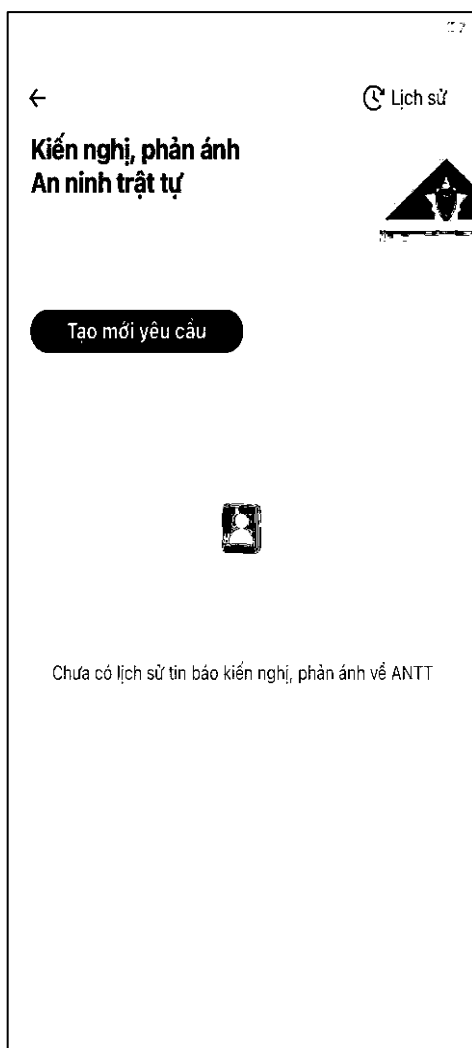 Lịch sử
Kiến nghị, phản ánh
An ninh trật tự
Tạo mới yêu cầu
Chưa có lịch sử tin báo kiến nghị, phản ánh về ANTT